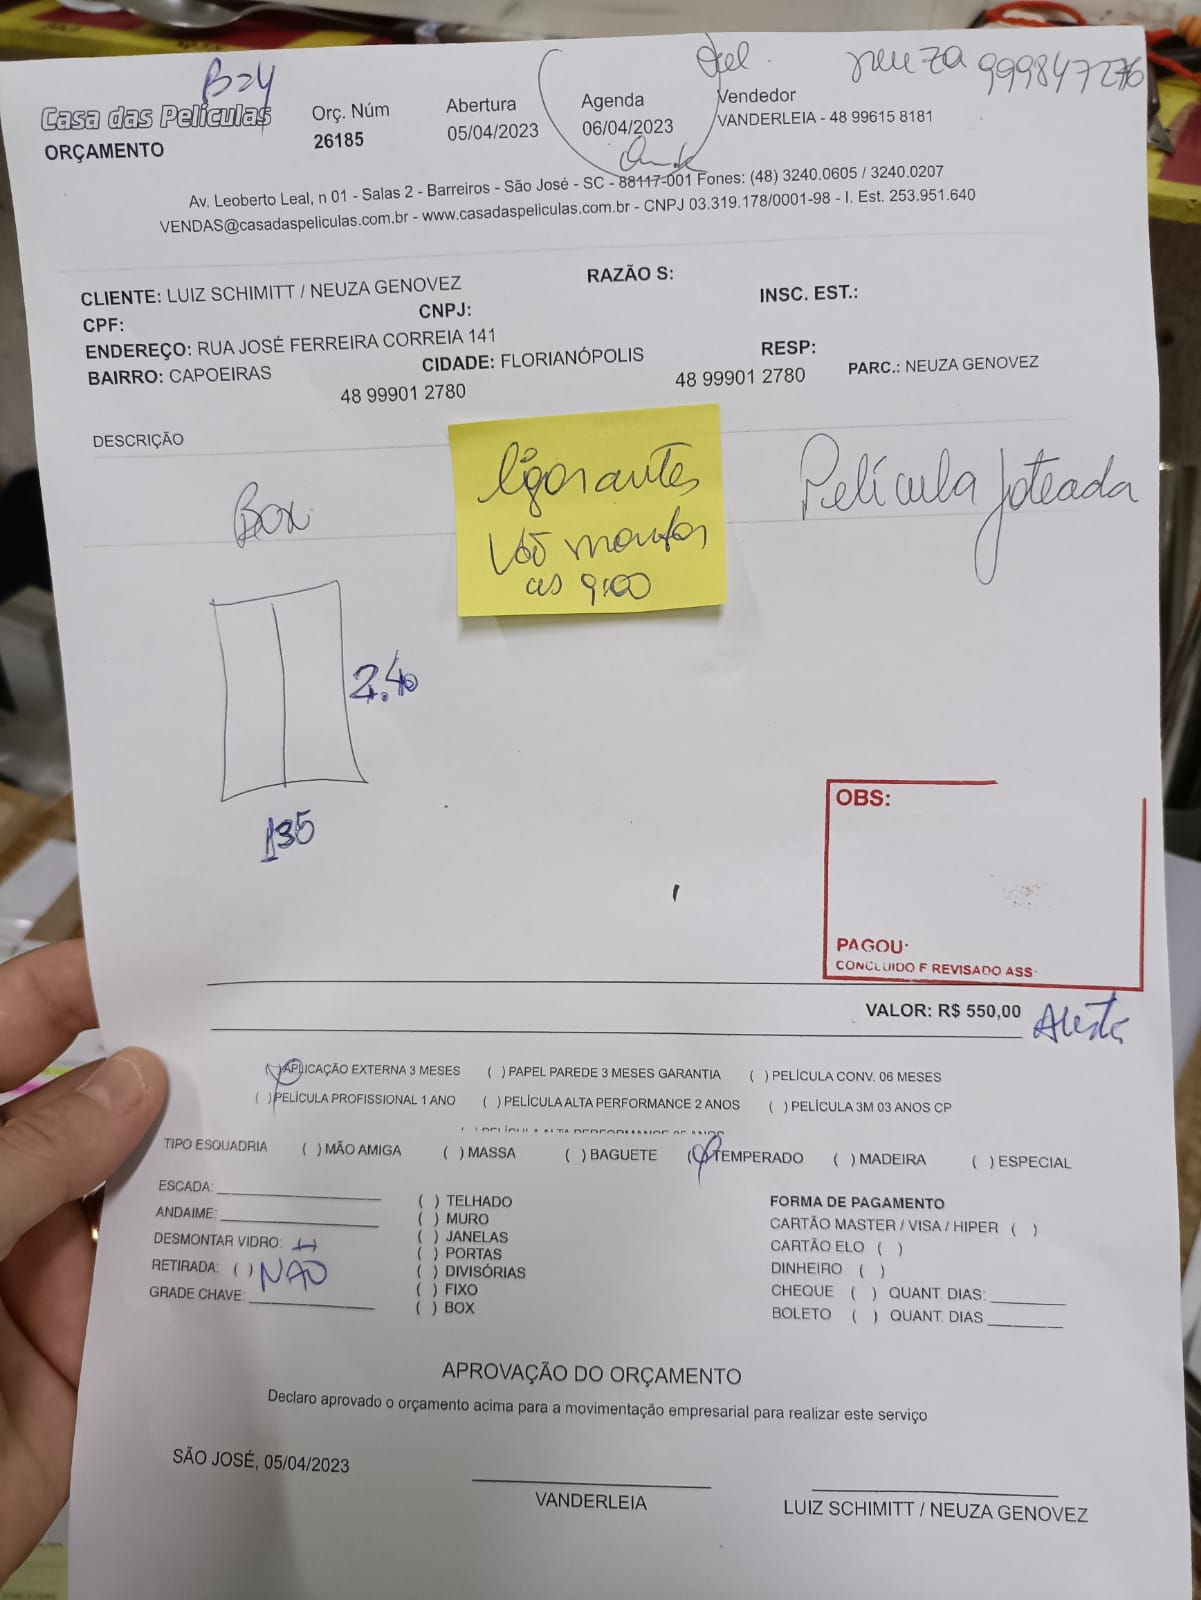 neuza 999847276
Casa das Películas
ORÇAMENTO
Orç. Núm
26185
Abertura
05/04/2023
Agenda
06/04/2023
Vendedor
VANDERLEIA - 48 99615 8181
Av. Leoberto Leal, n 01 - Salas 2 - Barreiros - São José - SC - 88117-001 Fones: (48) 3240.0605 / 3240.0207
VENDAS@casadaspeliculas.com.br - www.casadaspeliculas.com.br - CNPJ 03.319.178/0001-98 - I. Est. 253.951.640
CLIENTE: LUIZ SCHIMITT / NEUZA GENOVEZ RAZÃO S:
CPF: CNPJ: INSC. EST.:
ENDEREÇO: RUA JOSÉ FERREIRA CORREIA 141
BAIRRO: CAPOEIRAS CIDADE: FLORIANÓPOLIS RESP:
48 99901 2780 48 99901 2780 PARC.: NEUZA GENOVEZ
DESCRIÇÃO
Box
ligar antes
as 9:00
Película Joteada
2.40
135
OBS:
PAGOU:
CONCLUIDO E REVISADO ASS:
VALOR: R$ 550,00
( ) APLICAÇÃO EXTERNA 3 MESES ( ) PAPEL PAREDE 3 MESES GARANTIA ( ) PELÍCULA CONV. 06 MESES
( ) PELÍCULA PROFISSIONAL 1 ANO ( ) PELÍCULA ALTA PERFORMANCE 2 ANOS ( ) PELÍCULA 3M 03 ANOS CP
TIPO ESQUADRIA ( ) MÃO AMIGA ( ) MASSA ( ) BAGUETE ( ) TEMPERADO ( ) MADEIRA ( ) ESPECIAL
ESCADA:
ANDAIME:
DESMONTAR VIDRO:
RETIRADA: ( ) NÃO
GRADE CHAVE:
( ) TELHADO
( ) MURO
( ) JANELAS
( ) PORTAS
( ) DIVISÓRIAS
( ) FIXO
( ) BOX
FORMA DE PAGAMENTO
CARTÃO MASTER / VISA / HIPER ( )
CARTÃO ELO ( )
DINHEIRO ( )
CHEQUE ( ) QUANT. DIAS:
BOLETO ( ) QUANT. DIAS
APROVAÇÃO DO ORÇAMENTO
Declaro aprovado o orçamento acima para a movimentação empresarial para realizar este serviço
SÃO JOSÉ, 05/04/2023
VANDERLEIA
LUIZ SCHIMITT / NEUZA GENOVEZ